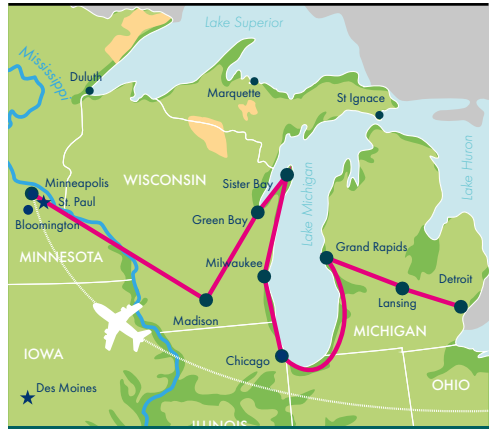 Lake Superior
Mississippi
Duluth
Marquette
St Ignace
Lake Huron
Lake Michigan
Minneapolis
WISCONSIN
Sister Bay
St. Paul
Green Bay
Bloomington
Grand Rapids
MINNESOTA
Milwaukee
Detroit
Lansing
Madison
MICHIGAN
IOWA
Chicago
Des Moines
OHIO
ILLINOIS